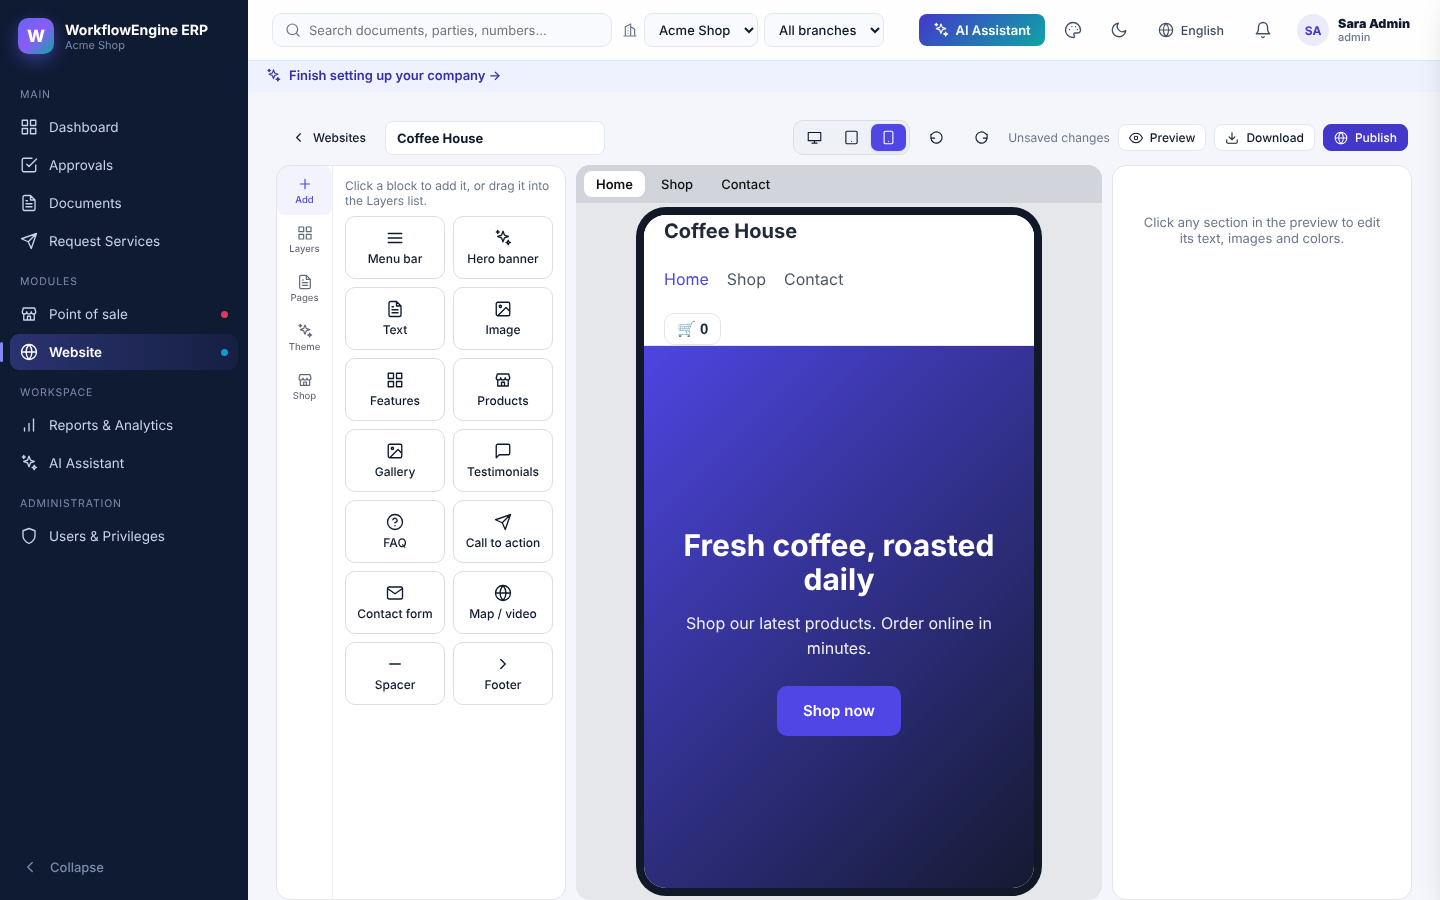 W
WorkflowEngine ERP
Acme Shop
MAIN
Dashboard
Approvals
Documents
Request Services
MODULES
Point of sale
Website
WORKSPACE
Reports & Analytics
AI Assistant
ADMINISTRATION
Users & Privileges
Collapse
Search documents, parties, numbers...
Acme Shop
All branches
AI Assistant
English
SA
Sara Admin
admin
Finish setting up your company →
Websites
Coffee House
Unsaved changes
Preview
Download
Publish
Add
Layers
Pages
Theme
Shop
Click a block to add it, or drag it into
the Layers list.
Menu bar
Hero banner
Text
Image
Features
Products
Gallery
Testimonials
FAQ
Call to action
Contact form
Map / video
Spacer
Footer
Home
Shop
Contact
Coffee House
Home
Shop
Contact
🛒 0
Fresh coffee, roasted
daily
Shop our latest products. Order online in
minutes.
Shop now
Click any section in the preview to edit
its text, images and colors.